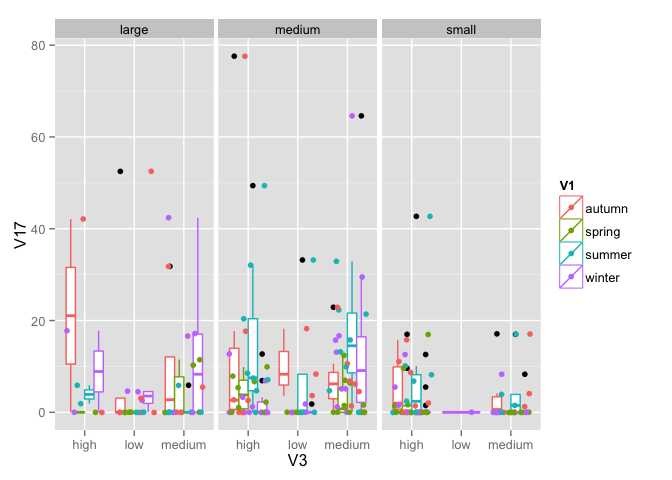 large medium small
80
60
40
20
0
V17
high low medium high low medium high low medium
V3
V1
autumn
spring
summer
winter